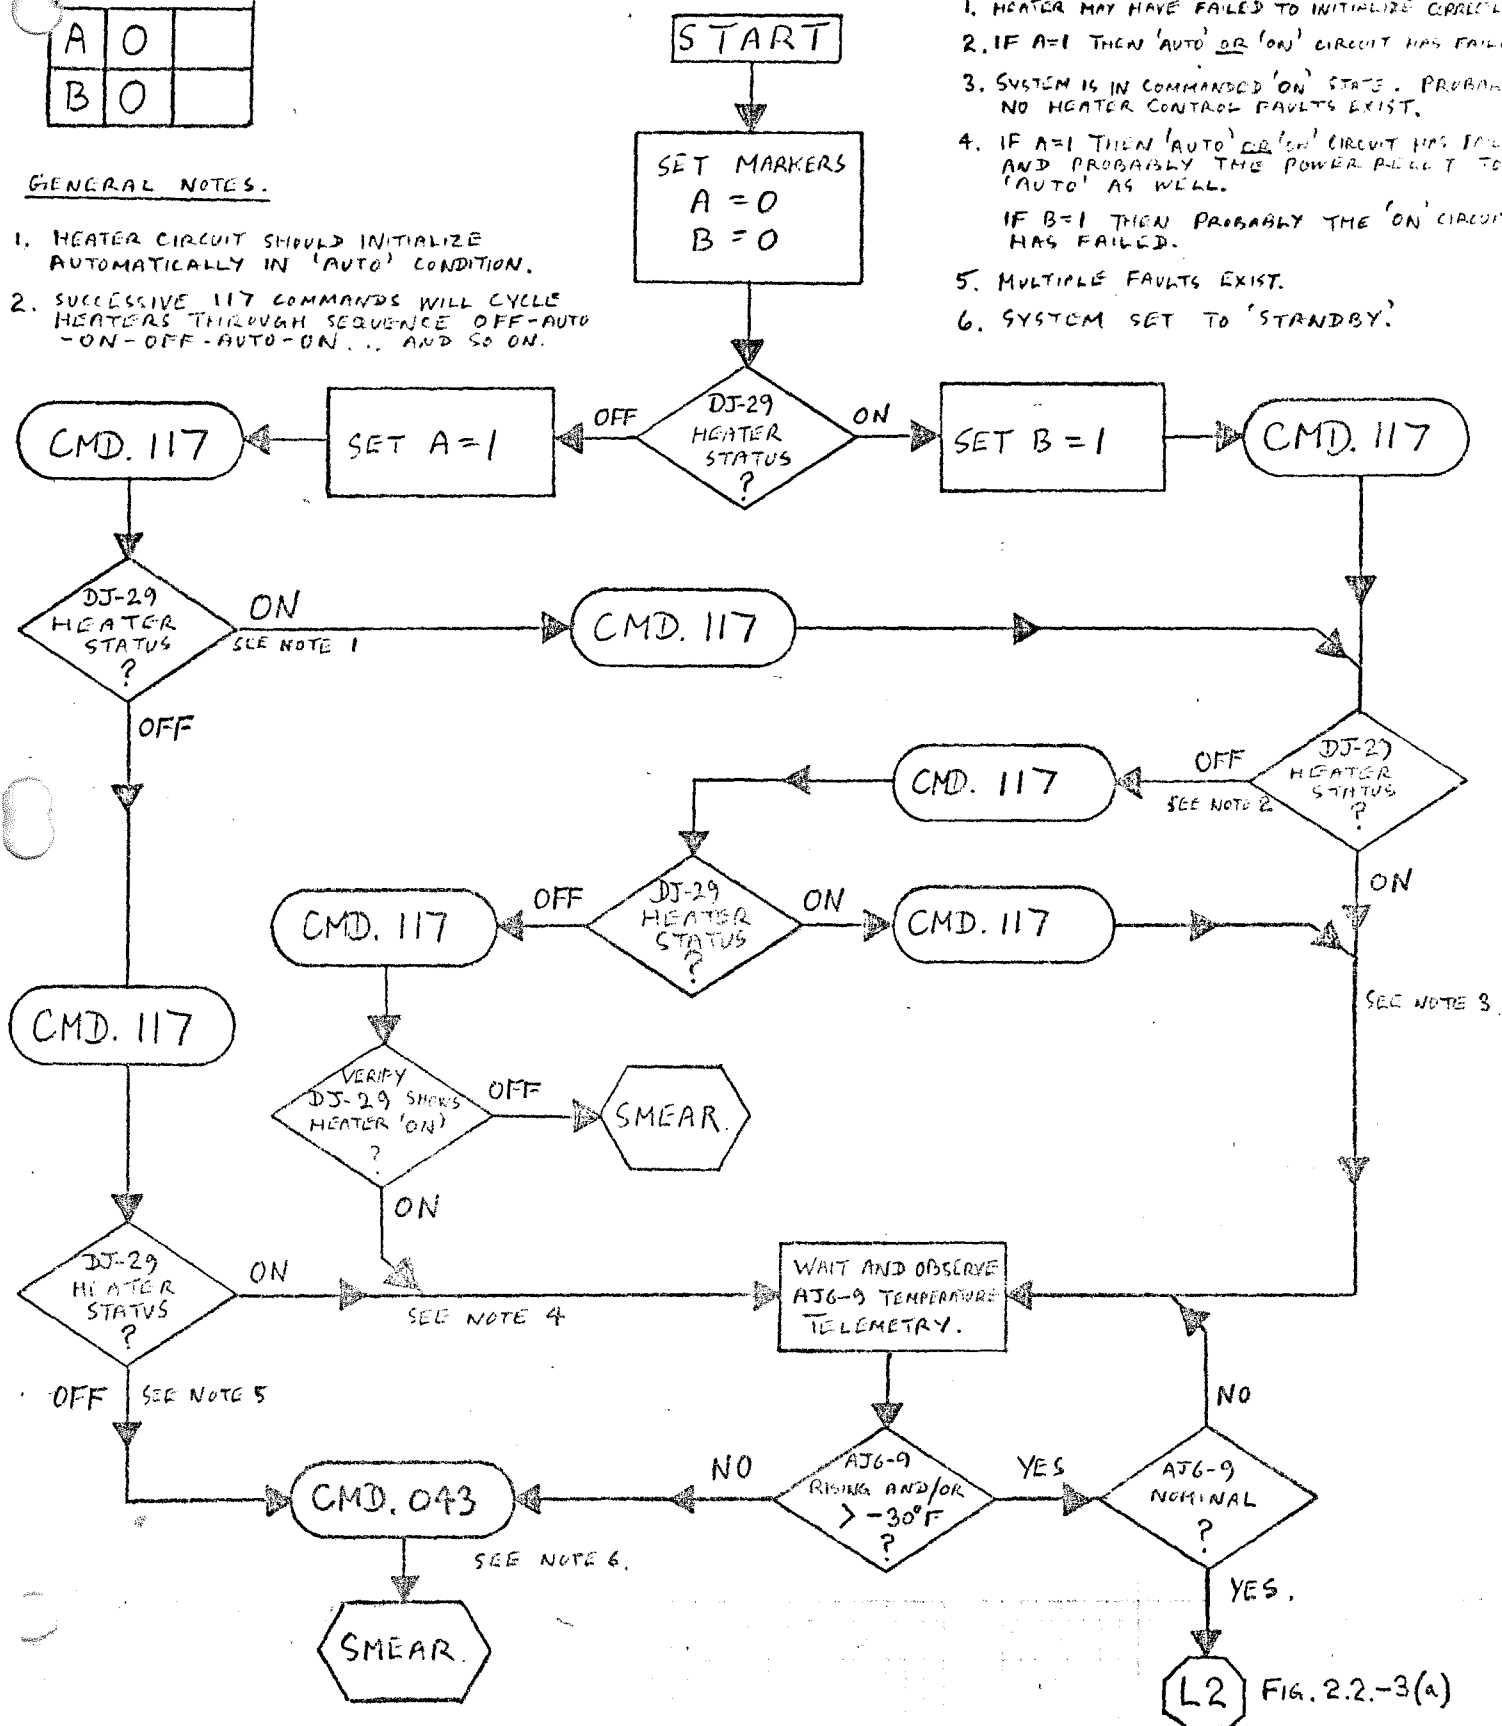 A 0
B 0
START
SET MARKERS
A = 0
B = 0
GENERAL NOTES.
1. HEATER CIRCUIT SHOULD INITIALIZE
AUTOMATICALLY IN 'AUTO' CONDITION.
2. SUCCESSIVE 117 COMMANDS WILL CYCLE
HEATERS THROUGH SEQUENCE OFF-AUTO
-ON-OFF-AUTO-ON... AND SO ON.
1. HEATER MAY HAVE FAILED TO INITIALIZE
2. IF A=1 THEN 'AUTO' OR 'ON' CIRCUIT HAS
3. SYSTEM IS IN COMMANDED 'ON' STATE.
NO HEATER CONTROL FAULTS EXIST.
4. IF A=1 THEN 'AUTO' OR 'ON' CIRCUIT HAS
AND PROBABLY THE POWER
'AUTO' AS WELL.
IF B=1 THEN PROBABLY THE 'ON'
HAS FAILED.
5. MULTIPLE FAULTS EXIST.
6. SYSTEM SET TO 'STANDBY'.
CMD. 117
SET A=1
OFF
DJ-29
HEATER
STATUS
?
ON
SET B=1
CMD. 117
DJ-29
HEATER
STATUS
?
ON
SEE NOTE 1
CMD. 117
OFF
CMD. 117
OFF
SEE NOTE 2
DJ-29
HEATER
STATUS
?
ON
CMD. 117
OFF
DJ-29
HEATER
STATUS
?
ON
CMD. 117
SEE NOTE 3.
CMD. 117
VERIFY
DJ-29 SHOWS
HEATER 'ON'
?
OFF
SMEAR.
ON
DJ-29
HEATER
STATUS
?
ON
SEE NOTE 4
WAIT AND OBSERVE
AJ6-9 TEMPERATURE
TELEMETRY.
OFF
SEE NOTE 5
NO
CMD. 043
NO
AJ6-9
RISING AND/OR
> -30°F
?
YES
AJ6-9
NOMINAL
?
SEE NOTE 6.
YES.
SMEAR.
L2
FIG. 2.2.-3(a)